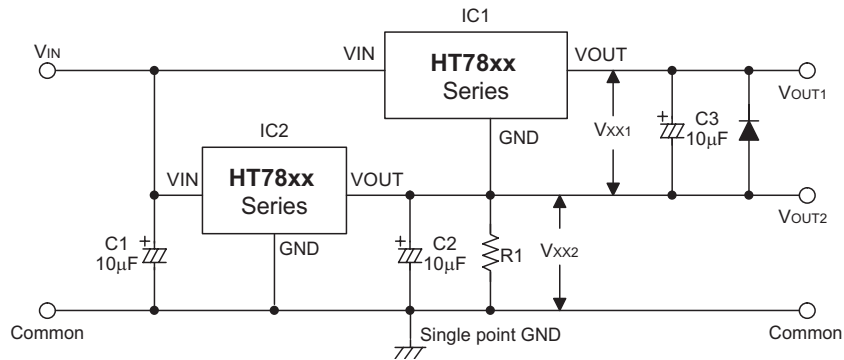 IC1
VIN
VIN
HT78xx
Series
VOUT
VOUT1
GND
VXX1
C3
+
10μF
IC2
VIN
HT78xx
Series
VOUT
GND
VOUT2
C1
+
10μF
C2
+
10μF
R1
VXX2
Common
Single point GND
Common